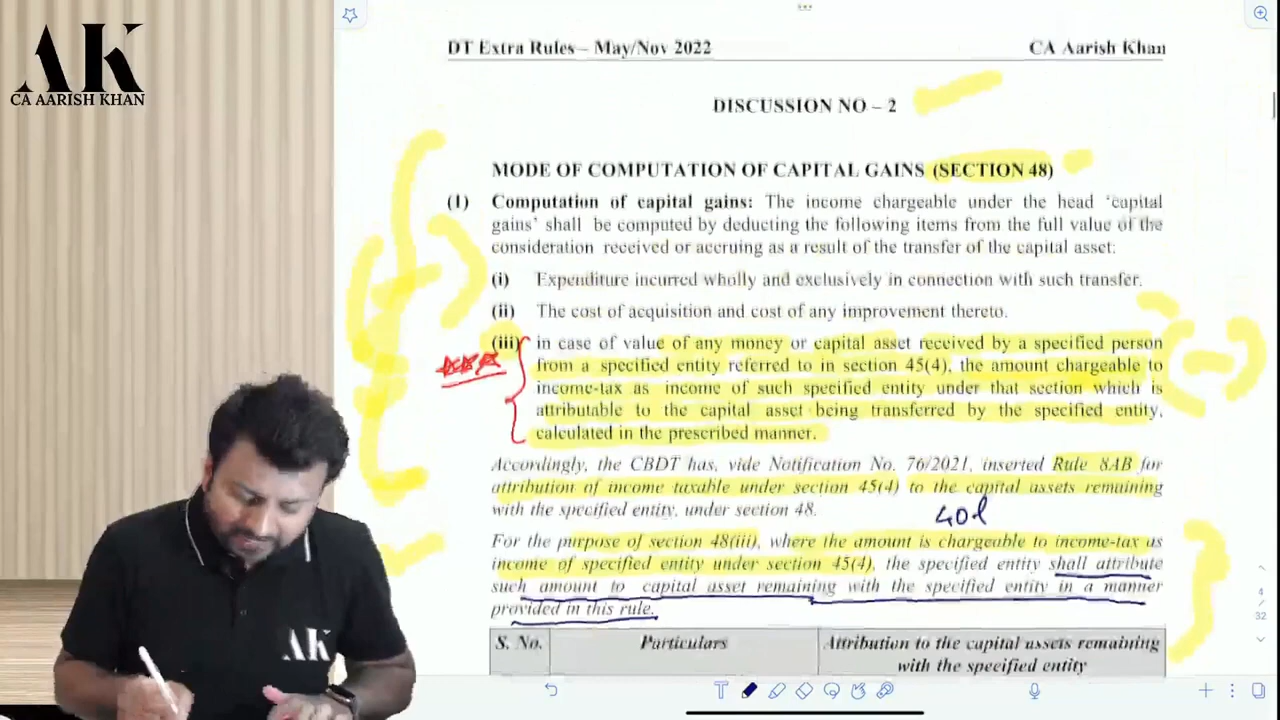 AK
CA AARISH KHAN
DT Extra Rules – May/Nov 2022 CA Aarish Khan
DISCUSSION NO – 2
MODE OF COMPUTATION OF CAPITAL GAINS (SECTION 48)
(1) Computation of capital gains: The income chargeable under the head 'capital
gains' shall be computed by deducting the following items from the full value of the
consideration received or accruing as a result of the transfer of the capital asset:
(i) Expenditure incurred wholly and exclusively in connection with such transfer.
(ii) The cost of acquisition and cost of any improvement thereto.
(iii) in case of value of any money or capital asset received by a specified person
from a specified entity referred to in section 45(4), the amount chargeable to
income-tax as income of such specified entity under that section which is
attributable to the capital asset being transferred by the specified entity,
calculated in the prescribed manner.
Accordingly, the CBDT has, vide Notification No. 76/2021, inserted Rule 8AB for
attribution of income taxable under section 45(4) to the capital assets remaining
with the specified entity, under section 48.
40l
For the purpose of section 48(iii), where the amount is chargeable to income-tax as
income of specified entity under section 45(4), the specified entity shall attribute
such amount to capital asset remaining with the specified entity in a manner
provided in this rule.
S. No. Particulars Attribution to the capital assets remaining
with the specified entity
AK
4
/
32